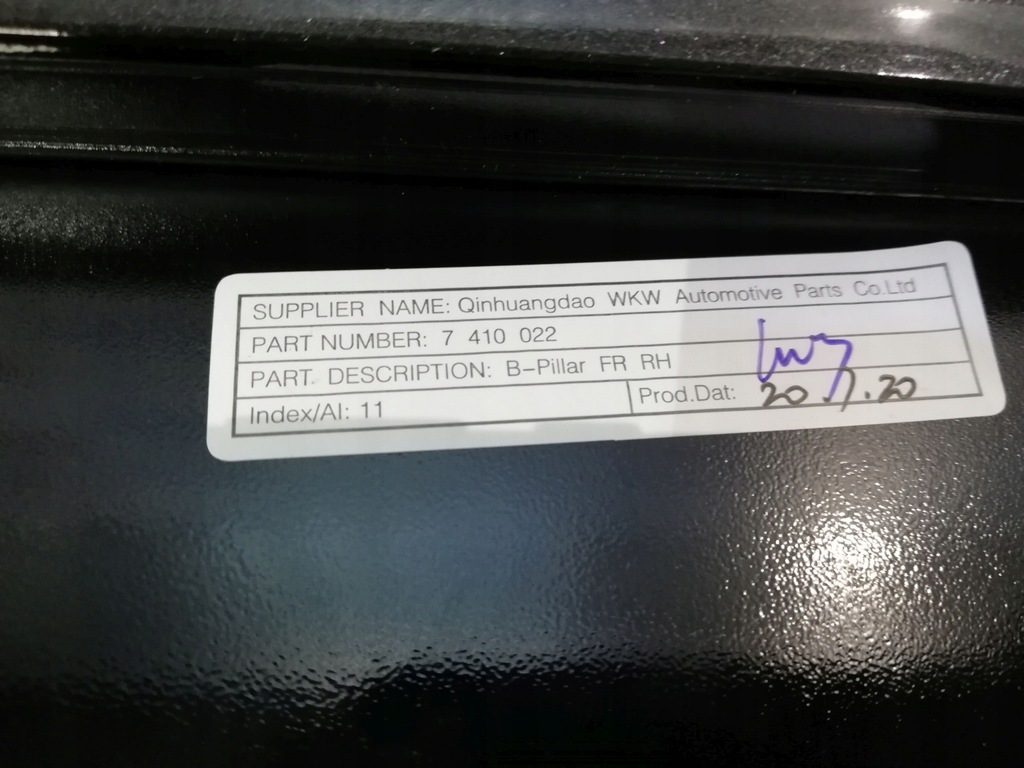 SUPPLIER NAME: Qinhuangdao WKW Automotive Parts Co.Ltd
PART NUMBER: 7 410 022
PART. DESCRIPTION: B-Pillar FR RH
Index/AI: 11 Prod.Dat: 20.7.20